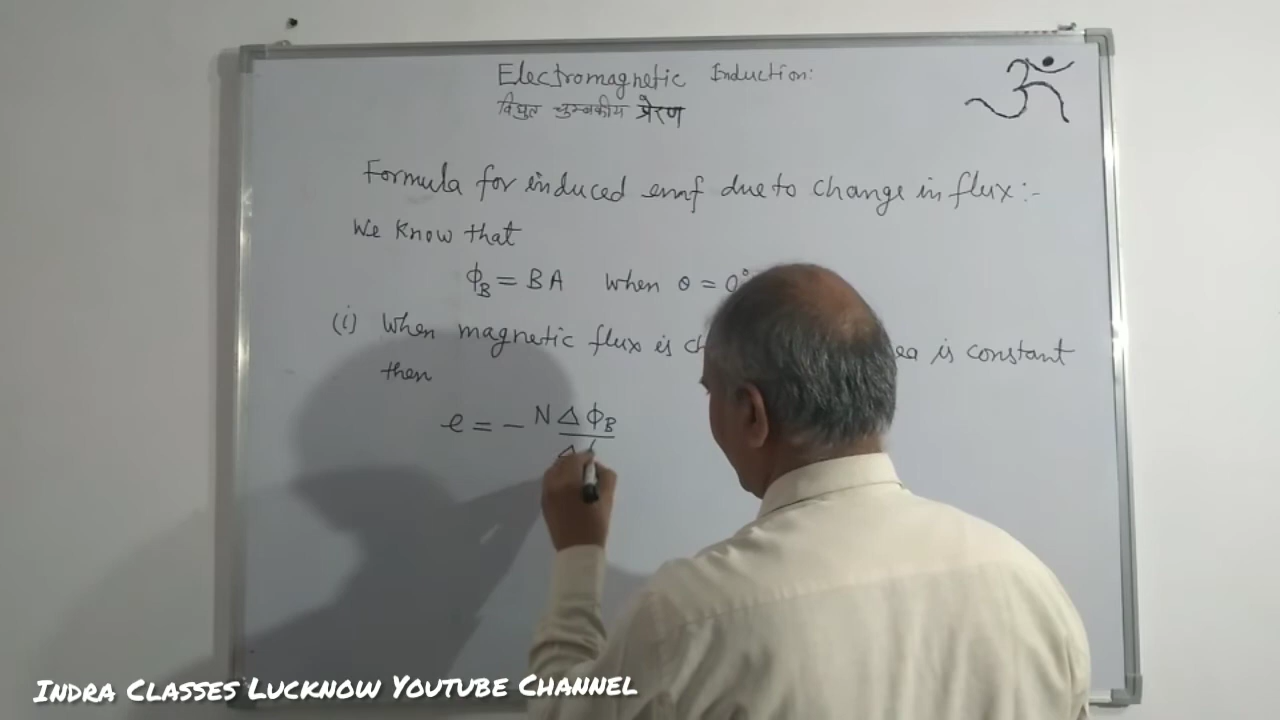 Electromagnetic Induction:
विद्युत चुम्बकीय प्रेरण
ॐ
Formula for induced emf due to change in flux:-
We Know that
ϕB = BA when θ = 0°
(i) When magnetic flux is is constant
then
e = - NΔϕB
Δ
Indra Classes Lucknow Youtube Channel